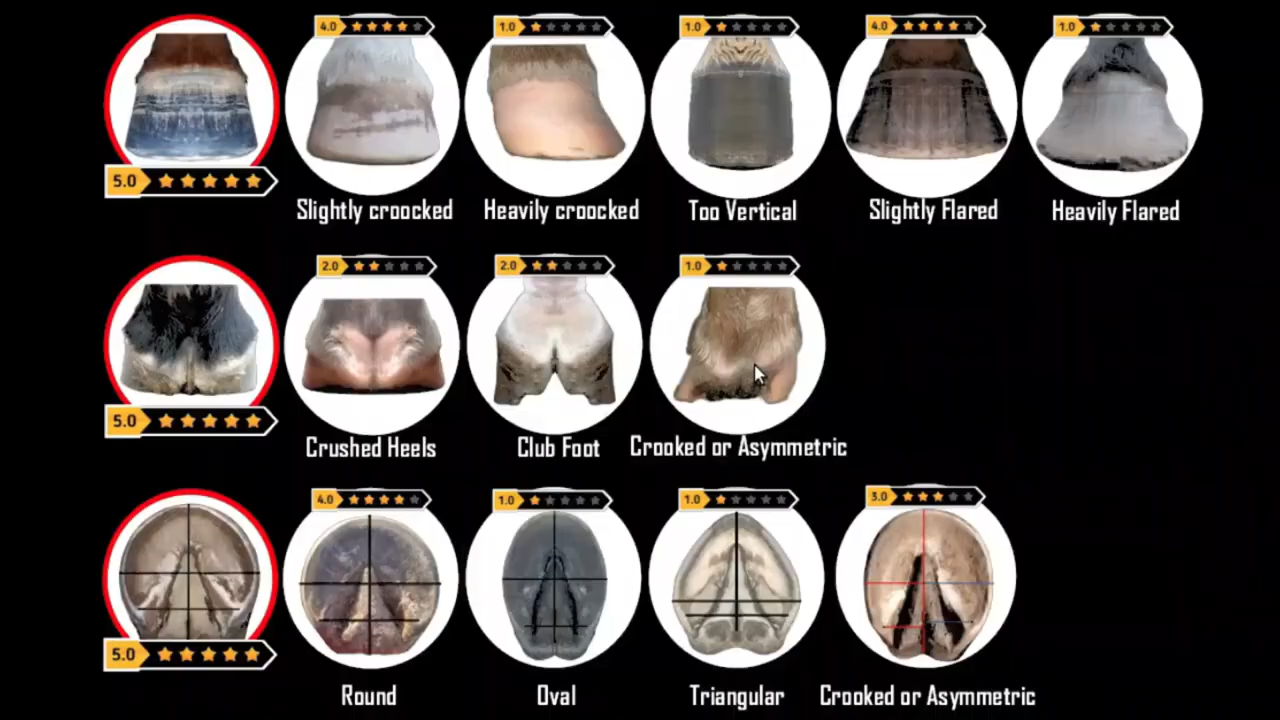 4.0
1.0
1.0
4.0
1.0
5.0
Slightly croocked
Heavily croocked
Too Vertical
Slightly Flared
Heavily Flared
2.0
2.0
1.0
5.0
Crushed Heels
Club Foot
Crooked or Asymmetric
4.0
1.0
1.0
3.0
5.0
Round
Oval
Triangular
Crooked or Asymmetric